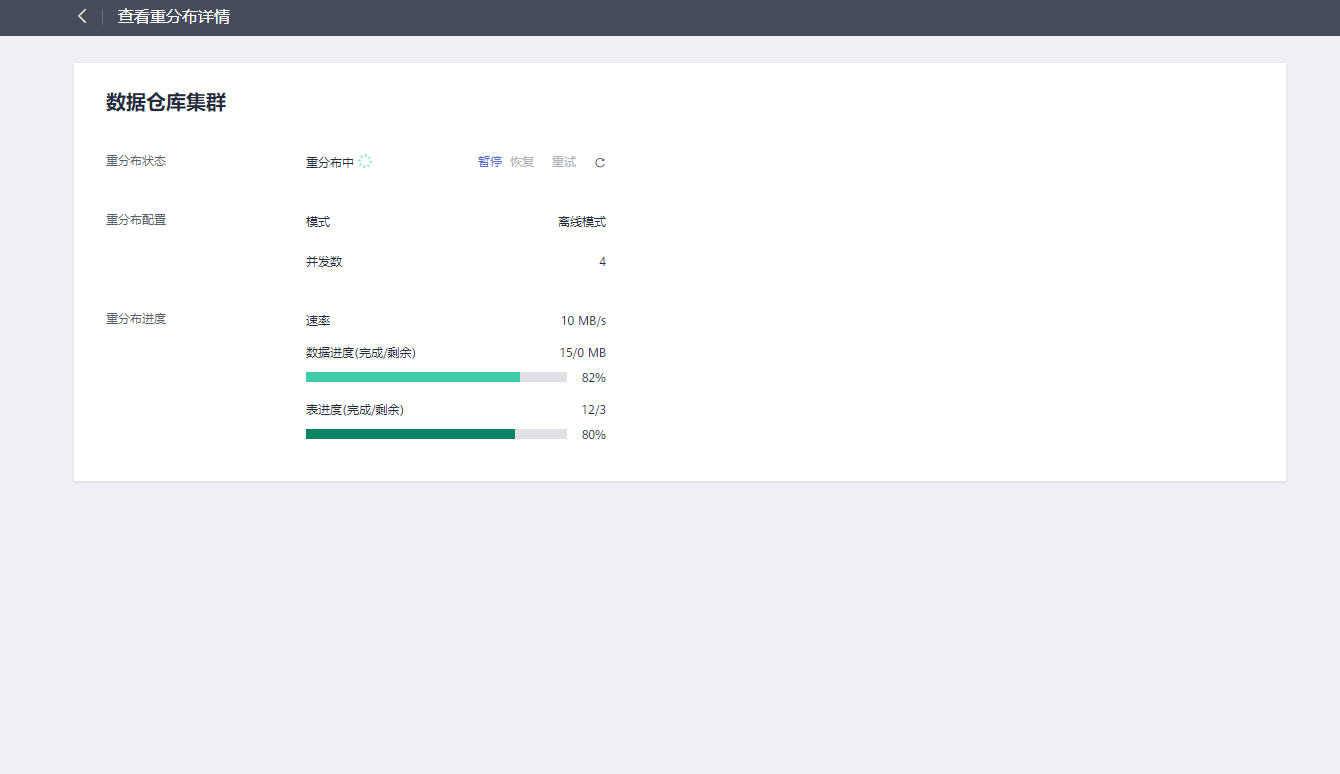 查看重分布详情
数据仓库集群
重分布状态 重分布中 暂停 恢复 重试
重分布配置 模式 离线模式
并发数 4
重分布进度 速率 10 MB/s
数据进度(完成/剩余) 15/0 MB
82%
表进度(完成/剩余) 12/3
80%